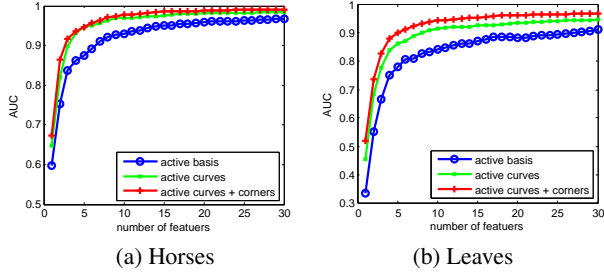 1
0.9
0.8
0.7
0.6
0.5
AUC
0 5 10 15 20 25 30
number of featuers
active basis
active curves
active curves + corners
(a) Horses
1
0.9
0.8
0.7
0.6
0.5
0.4
0.3
AUC
0 5 10 15 20 25 30
number of featuers
active basis
active curves
active curves + corners
(b) Leaves